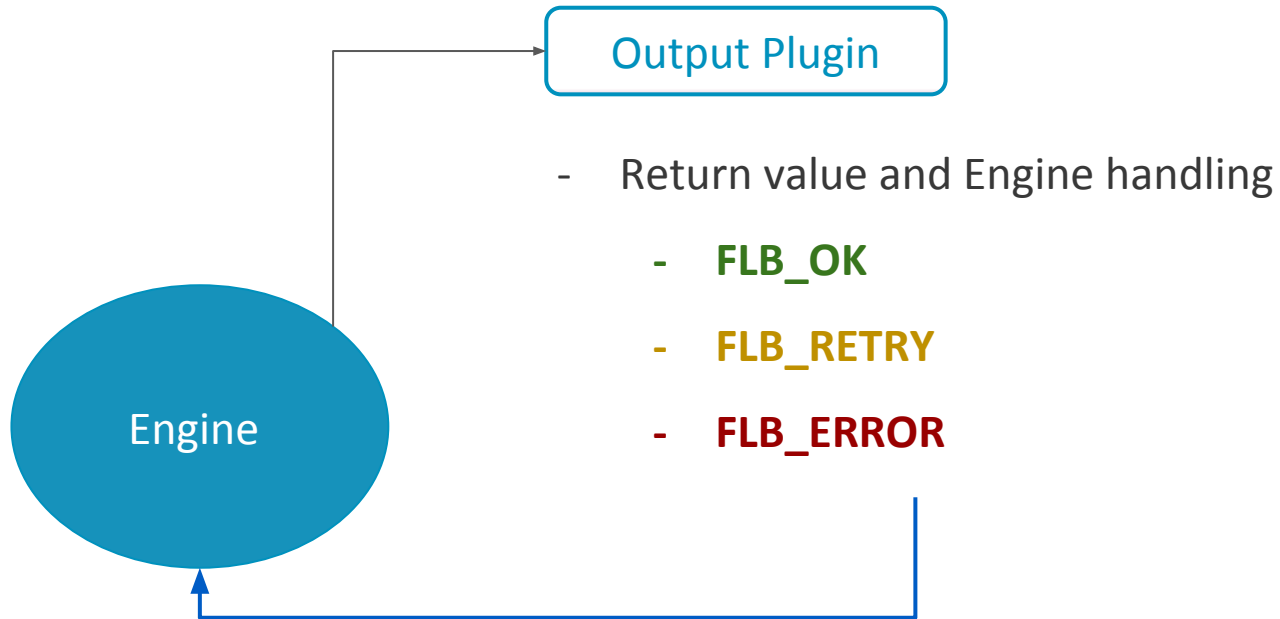 Output Plugin
- Return value and Engine handling
- FLB_OK
- FLB_RETRY
- FLB_ERROR
Engine